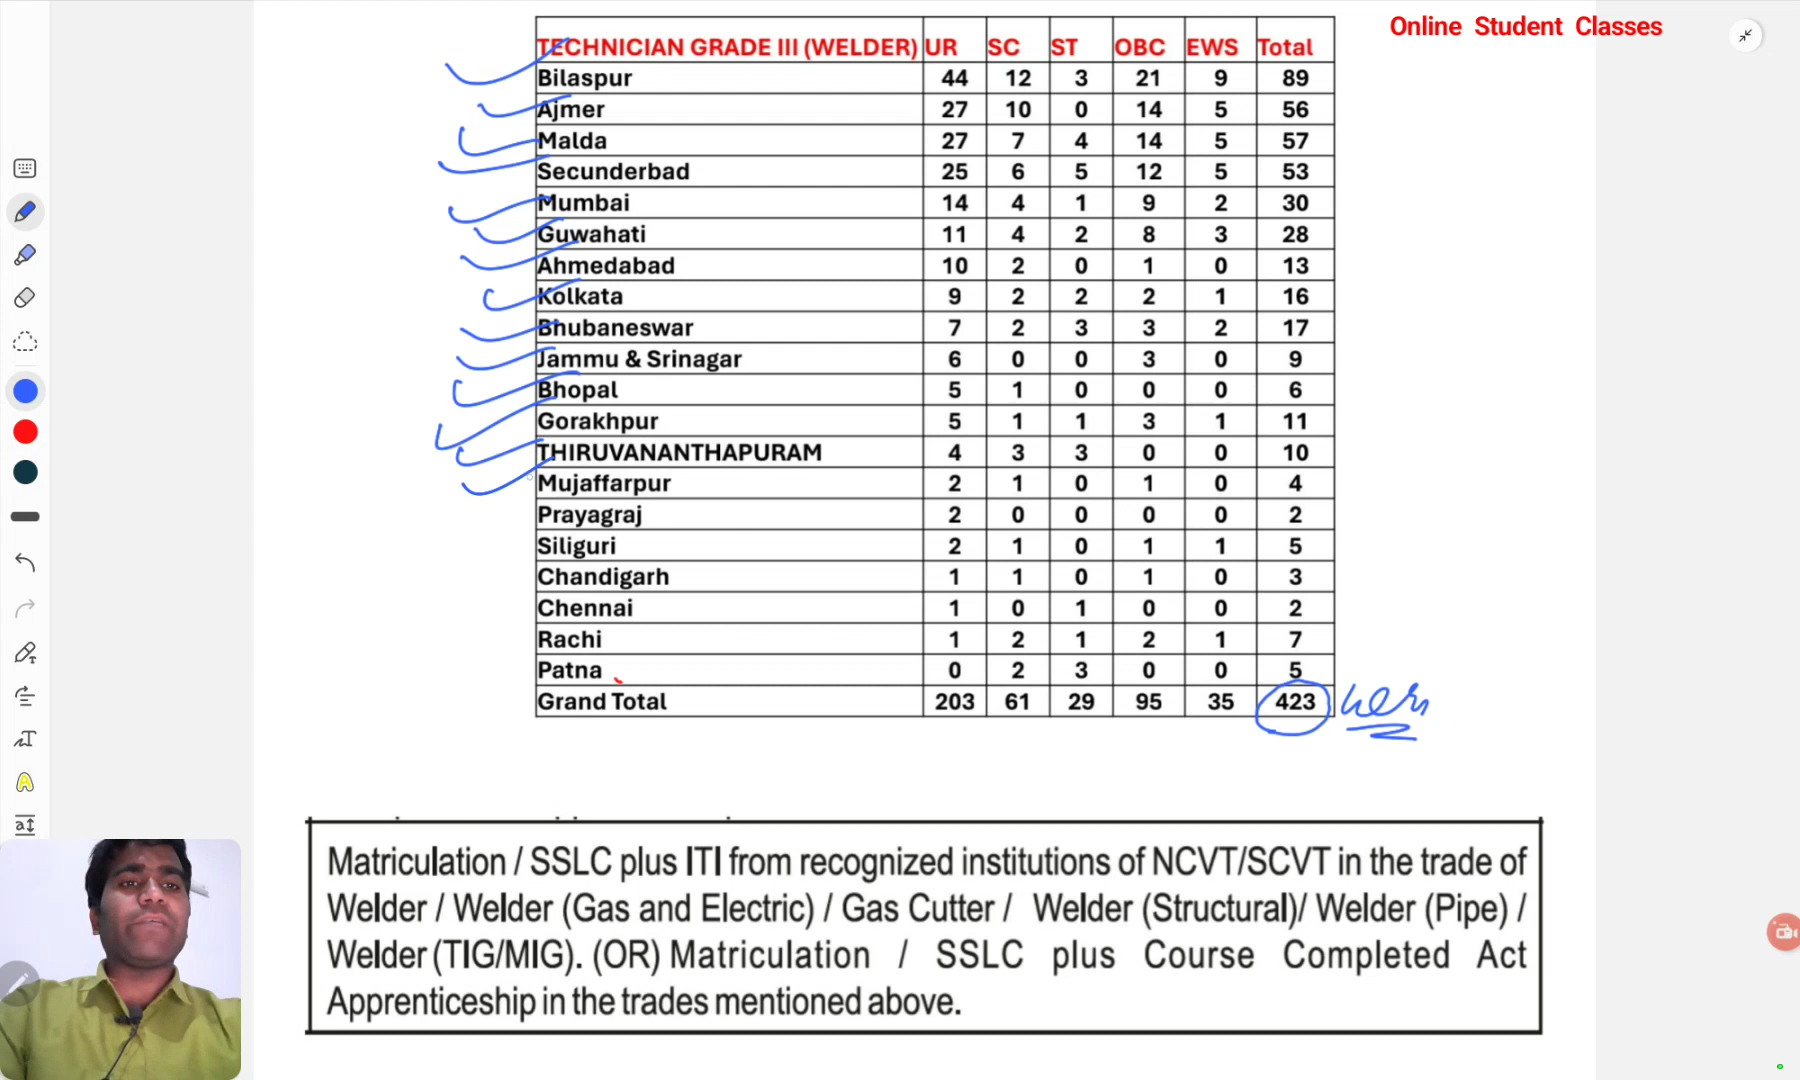 Online Student Classes
TECHNICIAN GRADE III (WELDER) UR SC ST OBC EWS Total
Bilaspur 44 12 3 21 9 89
Ajmer 27 10 0 14 5 56
Malda 27 7 4 14 5 57
Secunderbad 25 6 5 12 5 53
Mumbai 14 4 1 9 2 30
Guwahati 11 4 2 8 3 28
Ahmedabad 10 2 0 1 0 13
Kolkata 9 2 2 2 1 16
Bhubaneswar 7 2 3 3 2 17
Jammu & Srinagar 6 0 0 3 0 9
Bhopal 5 1 0 0 0 6
Gorakhpur 5 1 1 3 1 11
THIRUVANANTHAPURAM 4 3 3 0 0 10
Mujaffarpur 2 1 0 1 0 4
Prayagraj 2 0 0 0 0 2
Siliguri 2 1 0 1 1 5
Chandigarh 1 1 0 1 0 3
Chennai 1 0 1 0 0 2
Rachi 1 2 1 2 1 7
Patna 0 2 3 0 0 5
Grand Total 203 61 29 95 35 423
Matriculation / SSLC plus ITI from recognized institutions of NCVT/SCVT in the trade of
Welder / Welder (Gas and Electric) / Gas Cutter / Welder (Structural)/ Welder (Pipe) /
Welder (TIG/MIG). (OR) Matriculation / SSLC plus Course Completed Act
Apprenticeship in the trades mentioned above.